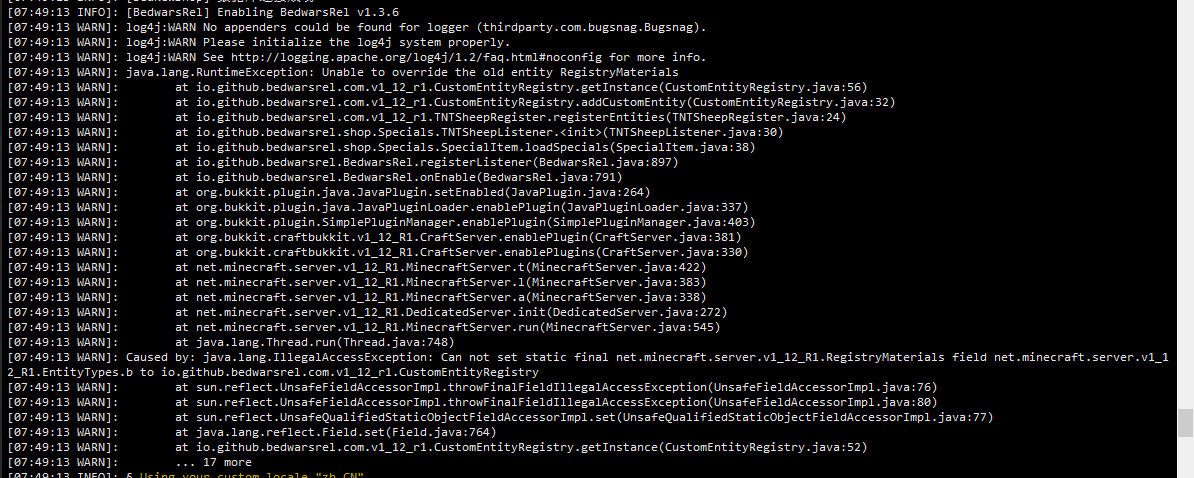 [07:49:13 INFO]: [BedwarsRel] Enabling BedwarsRel v1.3.6
[07:49:13 WARN]: log4j:WARN No appenders could be found for logger (thirdparty.com.bugsnag.Bugsnag).
[07:49:13 WARN]: log4j:WARN Please initialize the log4j system properly.
[07:49:13 WARN]: log4j:WARN See http://logging.apache.org/log4j/1.2/faq.html#noconfig for more info.
[07:49:13 WARN]: java.lang.RuntimeException: Unable to override the old entity RegistryMaterials
[07:49:13 WARN]: at io.github.bedwarsrel.com.v1_12_r1.CustomEntityRegistry.getInstance(CustomEntityRegistry.java:56)
[07:49:13 WARN]: at io.github.bedwarsrel.com.v1_12_r1.CustomEntityRegistry.addCustomEntity(CustomEntityRegistry.java:32)
[07:49:13 WARN]: at io.github.bedwarsrel.com.v1_12_r1.TNTSheepRegister.registerEntities(TNTSheepRegister.java:24)
[07:49:13 WARN]: at io.github.bedwarsrel.shop.Specials.TNTSheepListener.<init>(TNTSheepListener.java:30)
[07:49:13 WARN]: at io.github.bedwarsrel.shop.Specials.SpecialItem.loadSpecials(SpecialItem.java:38)
[07:49:13 WARN]: at io.github.bedwarsrel.BedwarsRel.registerListener(BedwarsRel.java:897)
[07:49:13 WARN]: at io.github.bedwarsrel.BedwarsRel.onEnable(BedwarsRel.java:791)
[07:49:13 WARN]: at org.bukkit.plugin.java.JavaPlugin.setEnabled(JavaPlugin.java:264)
[07:49:13 WARN]: at org.bukkit.plugin.java.JavaPluginLoader.enablePlugin(JavaPluginLoader.java:337)
[07:49:13 WARN]: at org.bukkit.plugin.SimplePluginManager.enablePlugin(SimplePluginManager.java:403)
[07:49:13 WARN]: at org.bukkit.craftbukkit.v1_12_R1.CraftServer.enablePlugin(CraftServer.java:381)
[07:49:13 WARN]: at org.bukkit.craftbukkit.v1_12_R1.CraftServer.enablePlugins(CraftServer.java:330)
[07:49:13 WARN]: at net.minecraft.server.v1_12_R1.MinecraftServer.t(MinecraftServer.java:422)
[07:49:13 WARN]: at net.minecraft.server.v1_12_R1.MinecraftServer.l(MinecraftServer.java:383)
[07:49:13 WARN]: at net.minecraft.server.v1_12_R1.MinecraftServer.a(MinecraftServer.java:338)
[07:49:13 WARN]: at net.minecraft.server.v1_12_R1.DedicatedServer.init(DedicatedServer.java:272)
[07:49:13 WARN]: at net.minecraft.server.v1_12_R1.MinecraftServer.run(MinecraftServer.java:545)
[07:49:13 WARN]: at java.lang.Thread.run(Thread.java:748)
[07:49:13 WARN]: Caused by: java.lang.IllegalAccessException: Can not set static final net.minecraft.server.v1_12_R1.RegistryMaterials field net.minecraft.server.v1_1
2_R1.EntityTypes.b to io.github.bedwarsrel.com.v1_12_r1.CustomEntityRegistry
[07:49:13 WARN]: at sun.reflect.UnsafeFieldAccessorImpl.throwFinalFieldIllegalAccessException(UnsafeFieldAccessorImpl.java:76)
[07:49:13 WARN]: at sun.reflect.UnsafeFieldAccessorImpl.throwFinalFieldIllegalAccessException(UnsafeFieldAccessorImpl.java:80)
[07:49:13 WARN]: at sun.reflect.UnsafeQualifiedStaticObjectFieldAccessorImpl.set(UnsafeQualifiedStaticObjectFieldAccessorImpl.java:77)
[07:49:13 WARN]: at java.lang.reflect.Field.set(Field.java:764)
[07:49:13 WARN]: at io.github.bedwarsrel.com.v1_12_r1.CustomEntityRegistry.getInstance(CustomEntityRegistry.java:52)
[07:49:13 WARN]: ... 17 more
[07:49:13 INFO]: Using your custom locale "zh_CN"